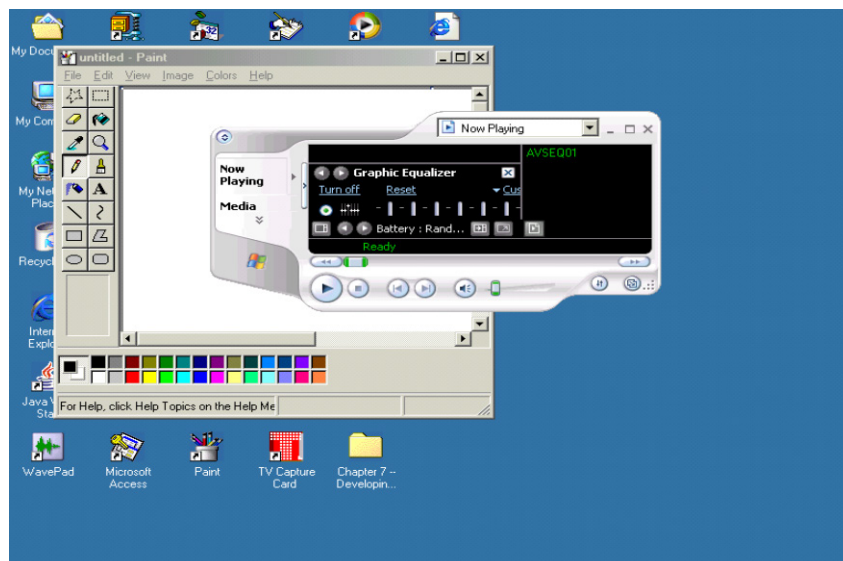 My Docu
untitled - Paint
File Edit View Image Colors Help
My Com
Now Playing
AVSEQ01
Graphic Equalizer
Now
Playing
Turn off Reset Cus
My Net
Plac
Media
A
Battery : Rand...
Ready
Recycl
Intern
Explo
Java
Sta
For Help, click Help Topics on the Help Me
WavePad
Microsoft
Access
Paint
TV Capture
Card
Chapter 7 --
Developin...